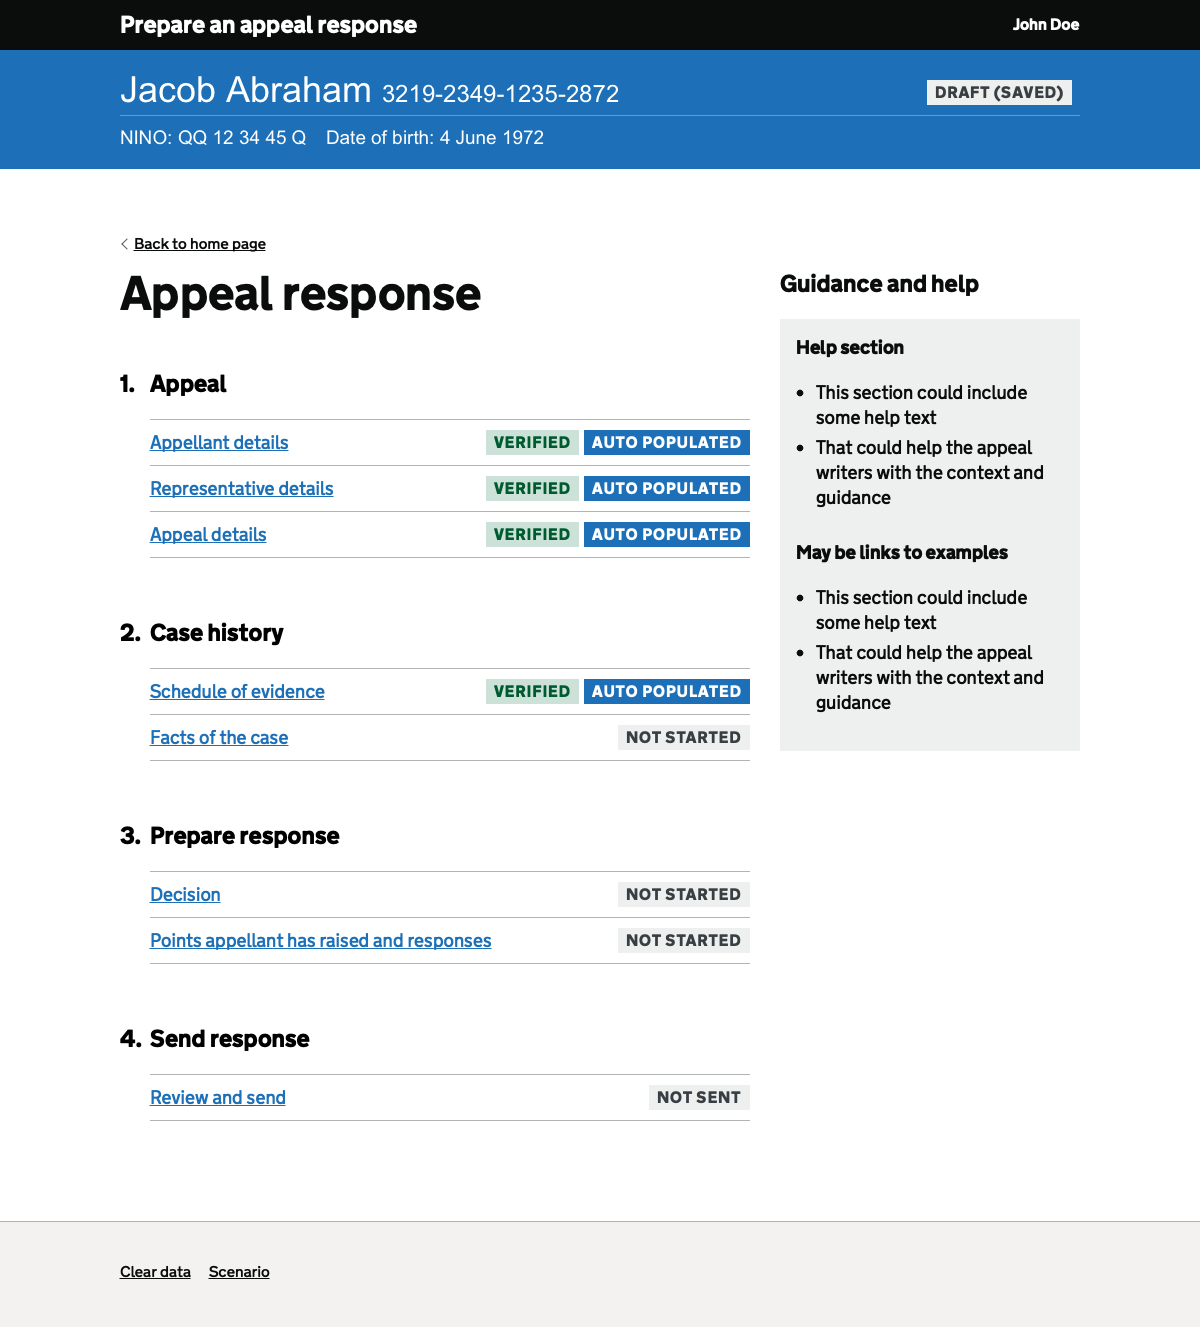 Prepare an appeal response John Doe
Jacob Abraham 3219-2349-1235-2872 DRAFT (SAVED)
NINO: QQ 12 34 45 Q Date of birth: 4 June 1972
Back to home page
Appeal response
1. Appeal
Appellant details VERIFIED AUTO POPULATED
Representative details VERIFIED AUTO POPULATED
Appeal details VERIFIED AUTO POPULATED
2. Case history
Schedule of evidence VERIFIED AUTO POPULATED
Facts of the case NOT STARTED
3. Prepare response
Decision NOT STARTED
Points appellant has raised and responses NOT STARTED
4. Send response
Review and send NOT SENT
Guidance and help
Help section
• This section could include
some help text
• That could help the appeal
writers with the context and
guidance
May be links to examples
• This section could include
some help text
• That could help the appeal
writers with the context and
guidance
Clear data Scenario